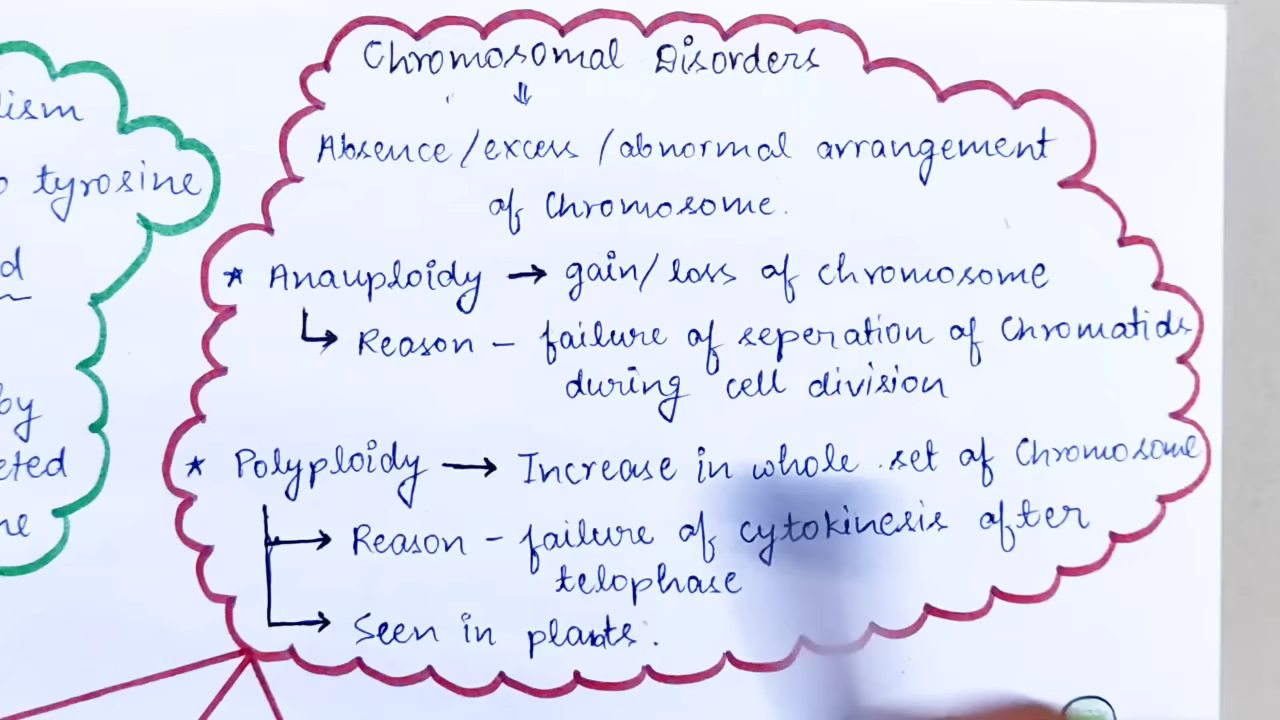 Chromosomal Disorders
⇓
Absence/excess/abnormal arrangement
of Chromosome.
* Anauploidy → gain/loss of chromosome
↳ Reason – failure of seperation of Chromatids
during cell division
* Polyploidy → Increase in whole set of Chromosome
→ Reason – failure of cytokinesis after
telophase
→ Seen in plants.
lism
o tyrosine
d
by
eted
ne